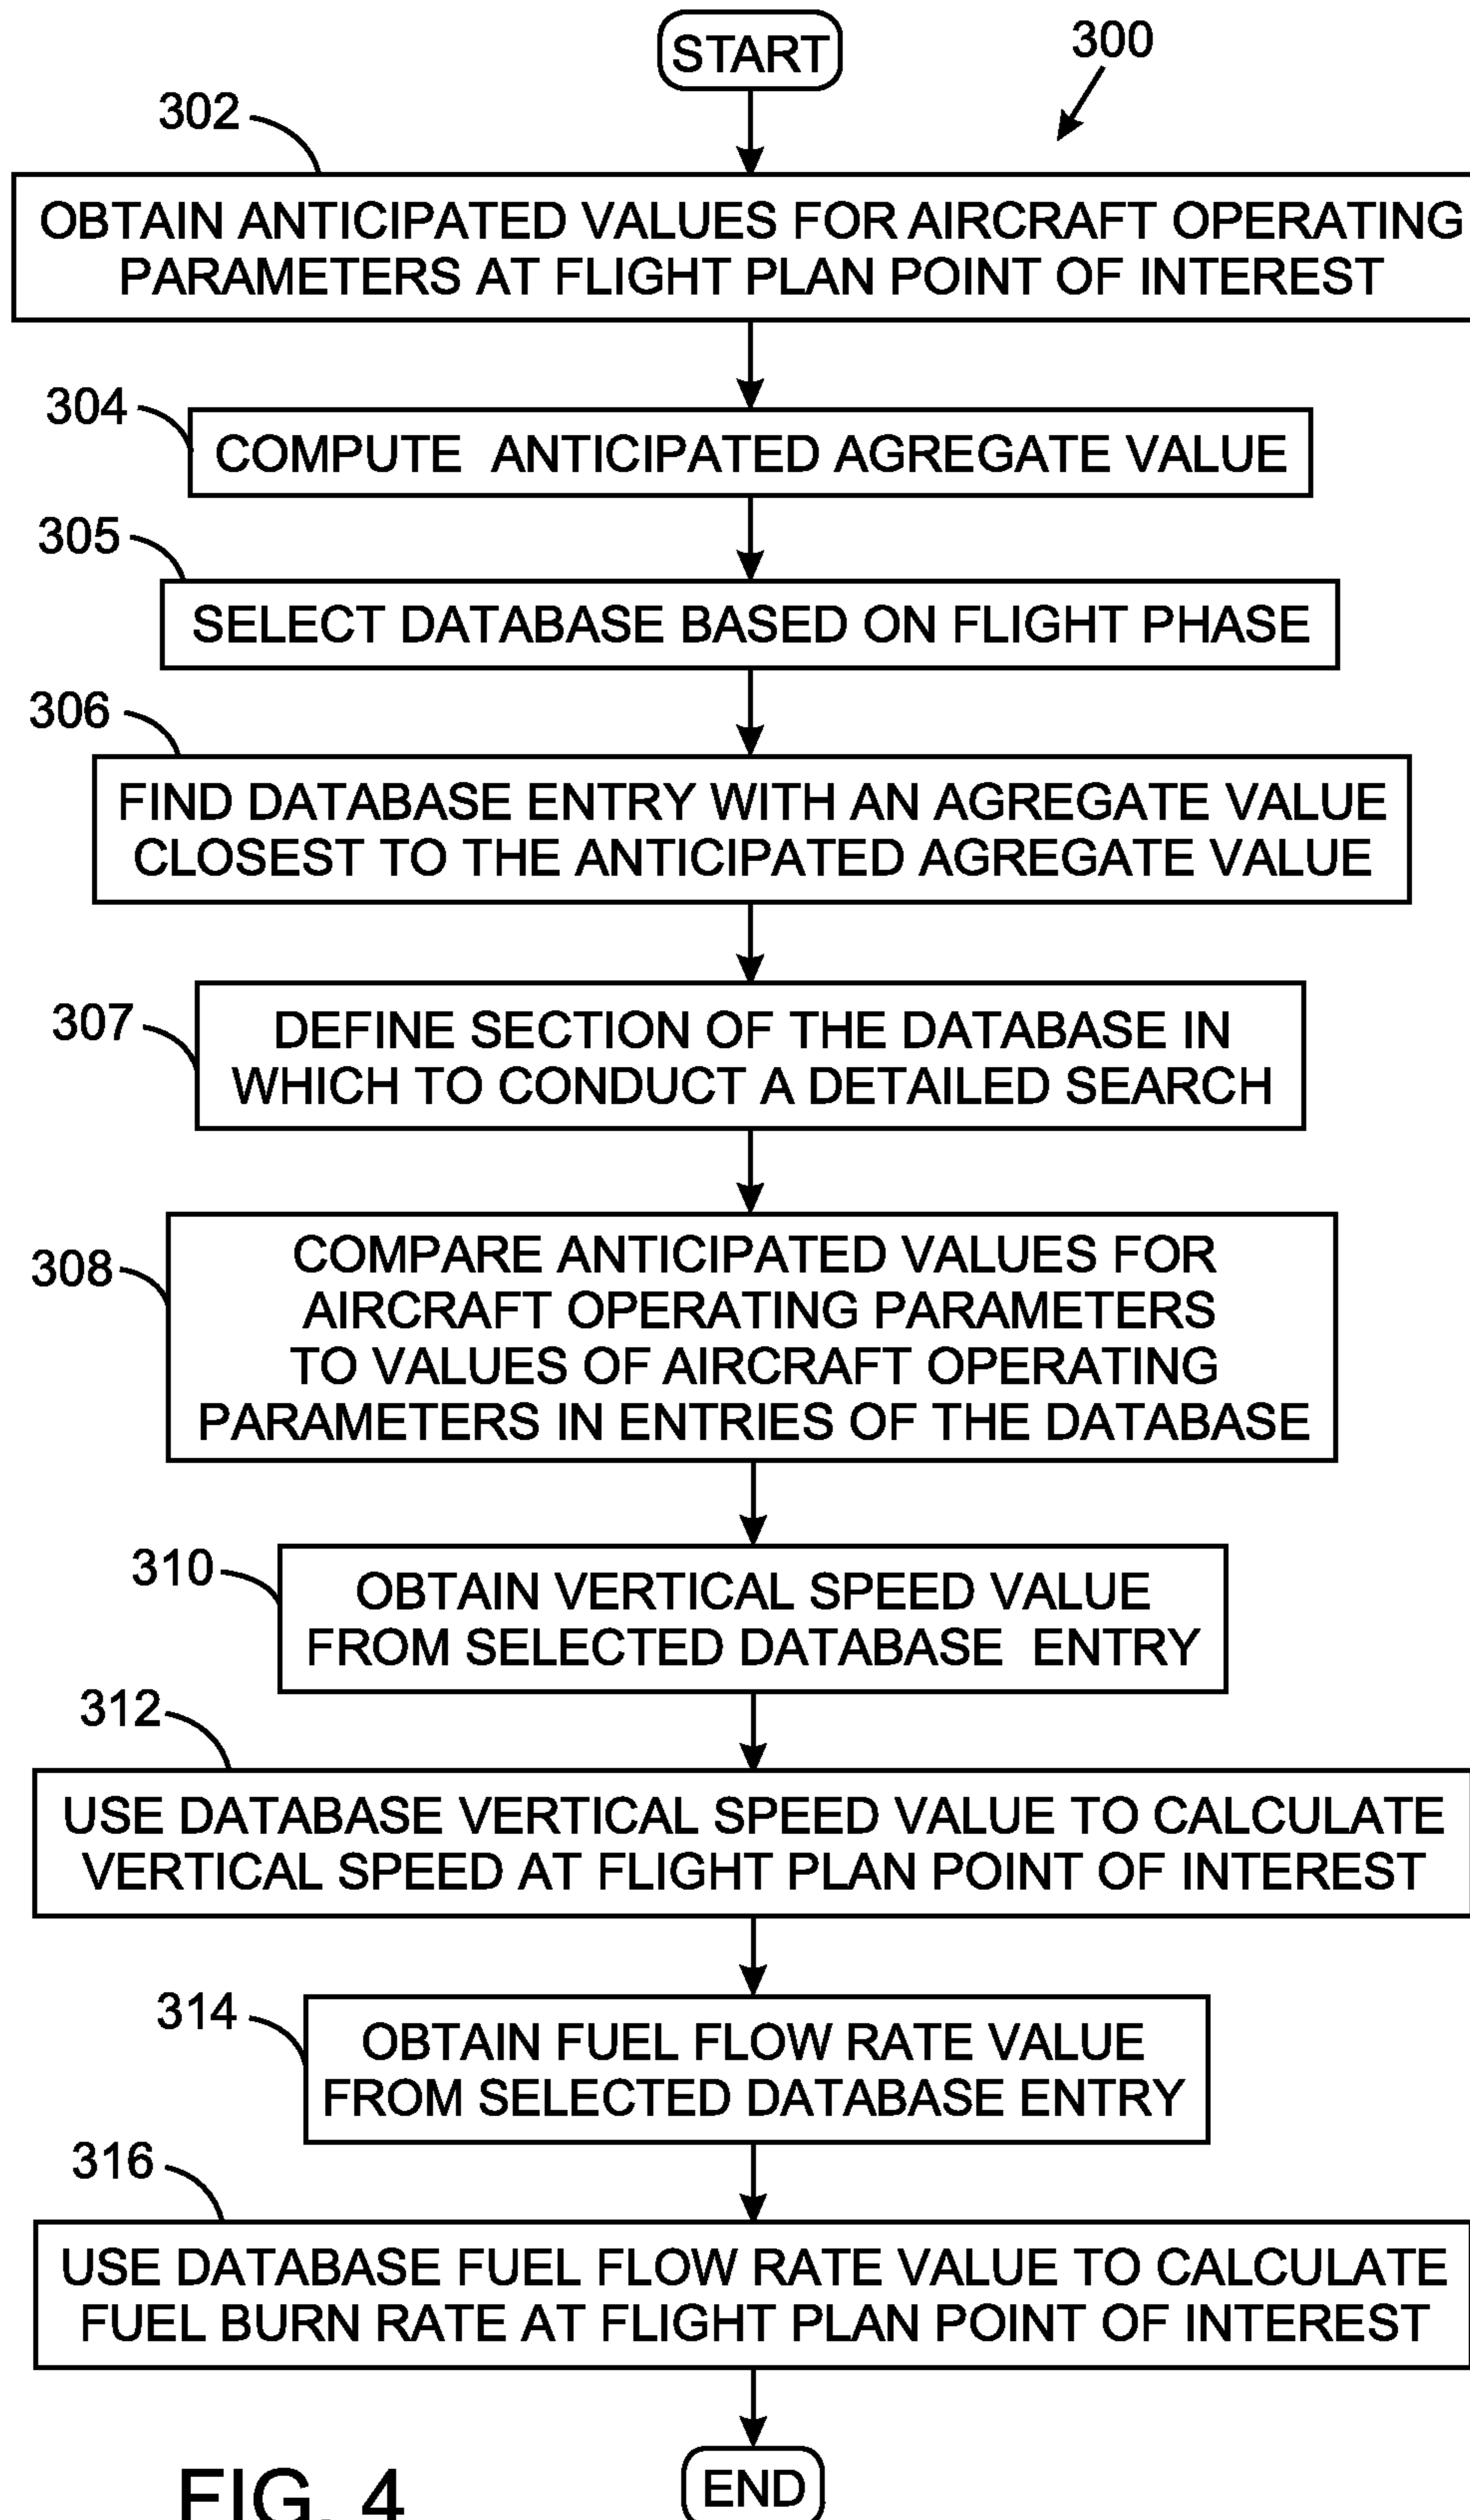 START
300
302
OBTAIN ANTICIPATED VALUES FOR AIRCRAFT OPERATING
PARAMETERS AT FLIGHT PLAN POINT OF INTEREST
304
COMPUTE ANTICIPATED AGREGATE VALUE
305
SELECT DATABASE BASED ON FLIGHT PHASE
306
FIND DATABASE ENTRY WITH AN AGREGATE VALUE
CLOSEST TO THE ANTICIPATED AGREGATE VALUE
307
DEFINE SECTION OF THE DATABASE IN
WHICH TO CONDUCT A DETAILED SEARCH
308
COMPARE ANTICIPATED VALUES FOR
AIRCRAFT OPERATING PARAMETERS
TO VALUES OF AIRCRAFT OPERATING
PARAMETERS IN ENTRIES OF THE DATABASE
310
OBTAIN VERTICAL SPEED VALUE
FROM SELECTED DATABASE ENTRY
312
USE DATABASE VERTICAL SPEED VALUE TO CALCULATE
VERTICAL SPEED AT FLIGHT PLAN POINT OF INTEREST
314
OBTAIN FUEL FLOW RATE VALUE
FROM SELECTED DATABASE ENTRY
316
USE DATABASE FUEL FLOW RATE VALUE TO CALCULATE
FUEL BURN RATE AT FLIGHT PLAN POINT OF INTEREST
END
FIG. 4